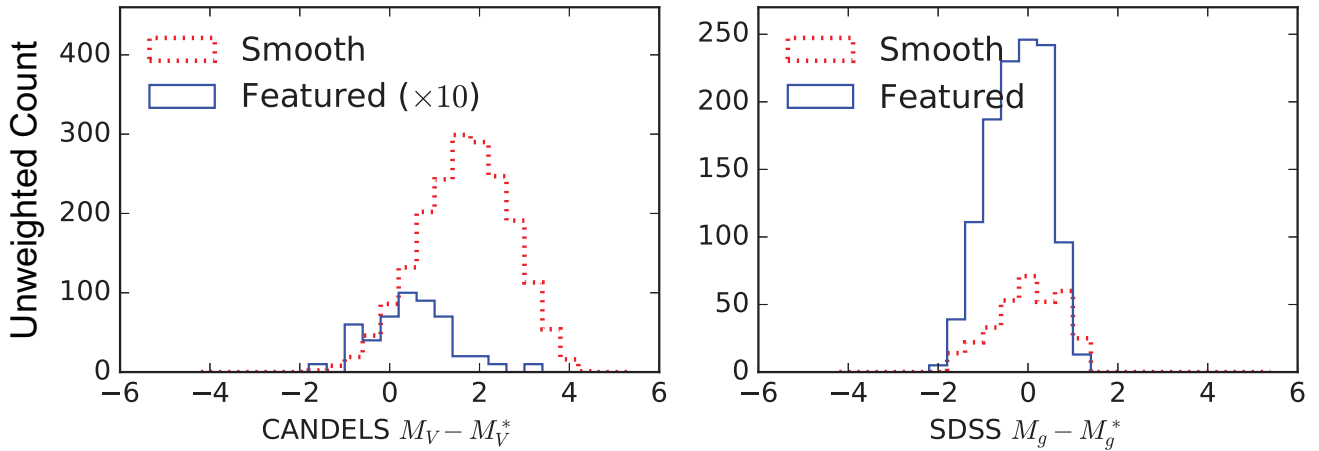 Unweighted Count
400
300
200
100
0
Smooth
Featured (×10)
−6 −4 −2 0 2 4 6
CANDELS M_V − M_V^*
250
200
150
100
50
0
Smooth
Featured
−6 −4 −2 0 2 4 6
SDSS M_g − M_g^*